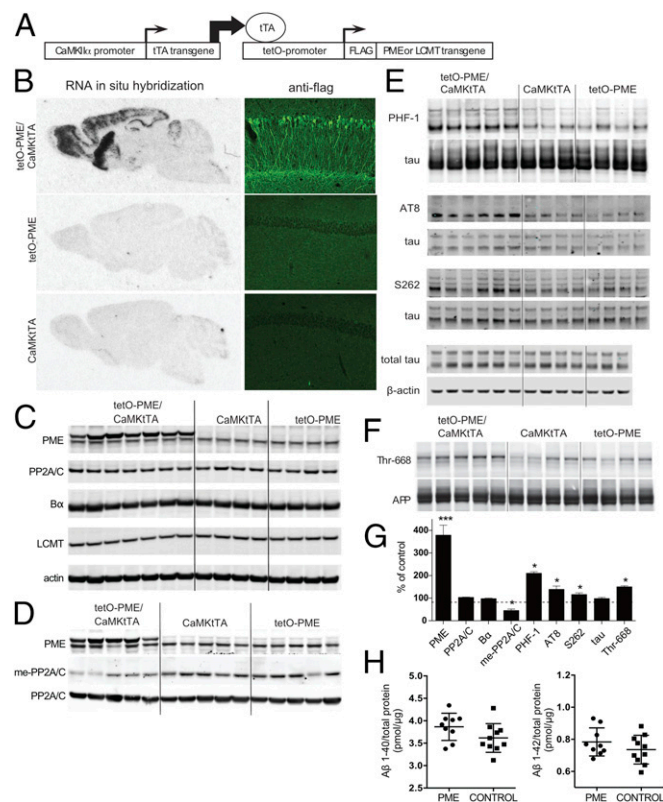 A
tTA
CaMKIIα promoter
tTA transgene
tetO-promoter
FLAG
PME or LCMT transgene
B
RNA in situ hybridization
anti-flag
tetO-PME/
CaMKtTA
tetO-PME
CaMKtTA
C
tetO-PME/
CaMKtTA
CaMKtTA
tetO-PME
PME
PP2A/C
Bα
LCMT
actin
D
tetO-PME/
CaMKtTA
CaMKtTA
tetO-PME
PME
me-PP2A/C
PP2A/C
E
tetO-PME/
CaMKtTA
CaMKtTA
tetO-PME
PHF-1
tau
AT8
tau
S262
tau
total tau
β-actin
F
tetO-PME/
CaMKtTA
CaMKtTA
tetO-PME
Thr-668
APP
G
% of control
400
300
200
100
0
***
*
*
*
*
*
PME
PP2A/C
Bα
me-PP2A/C
PHF-1
AT8
S262
tau
Thr-668
H
Aβ 1-40/total protein
(pmol/µg)
5.0
4.5
4.0
3.5
3.0
2.5
PME
CONTROL
Aβ 1-42/total protein
(pmol/µg)
1.2
1.0
0.8
0.6
PME
CONTROL